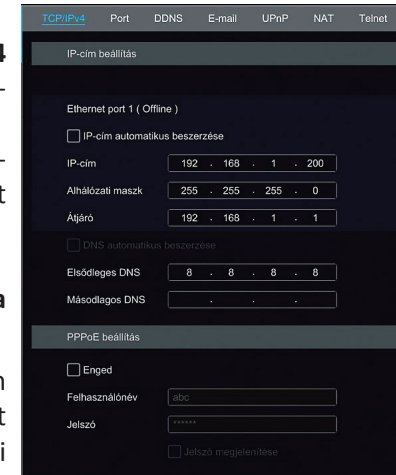 TCP/IPv4 Port DDNS E-mail UPnP NAT Telnet
IP-cím beállítás
Ethernet port 1 ( Offline )
IP-cím automatikus beszerzése
IP-cím 192 . 168 . 1 . 200
Alhálózati maszk 255 . 255 . 255 . 0
Átjáró 192 . 168 . 1 . 1
DNS automatikus beszerzése
Elsődleges DNS 8 . 8 . 8 . 8
Másodlagos DNS . . .
PPPoE beállítás
Enged
Felhasználónév abc
Jelszó ******
Jelszó megjelenítése